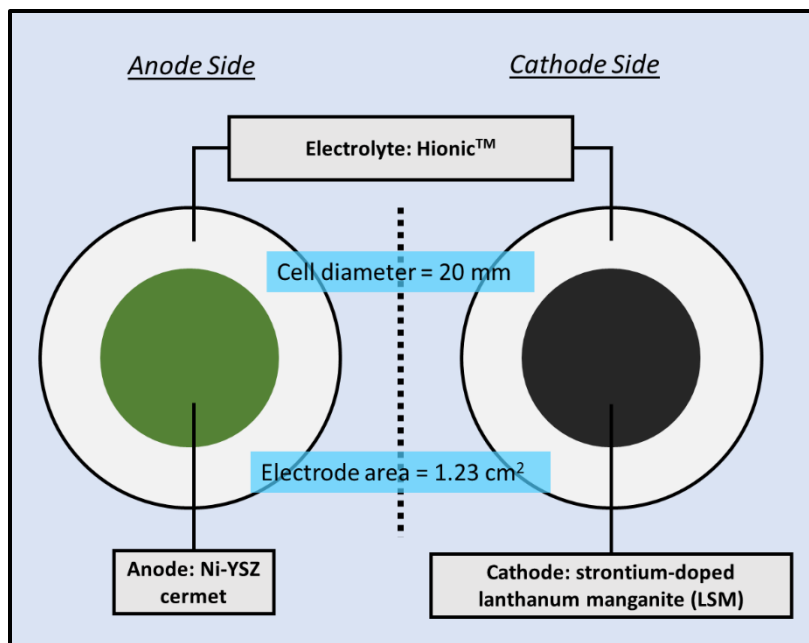 Anode Side
Cathode Side
Electrolyte: Hionic™
Cell diameter = 20 mm
Electrode area = 1.23 cm²
Anode: Ni-YSZ
cermet
Cathode: strontium-doped
lanthanum manganite (LSM)